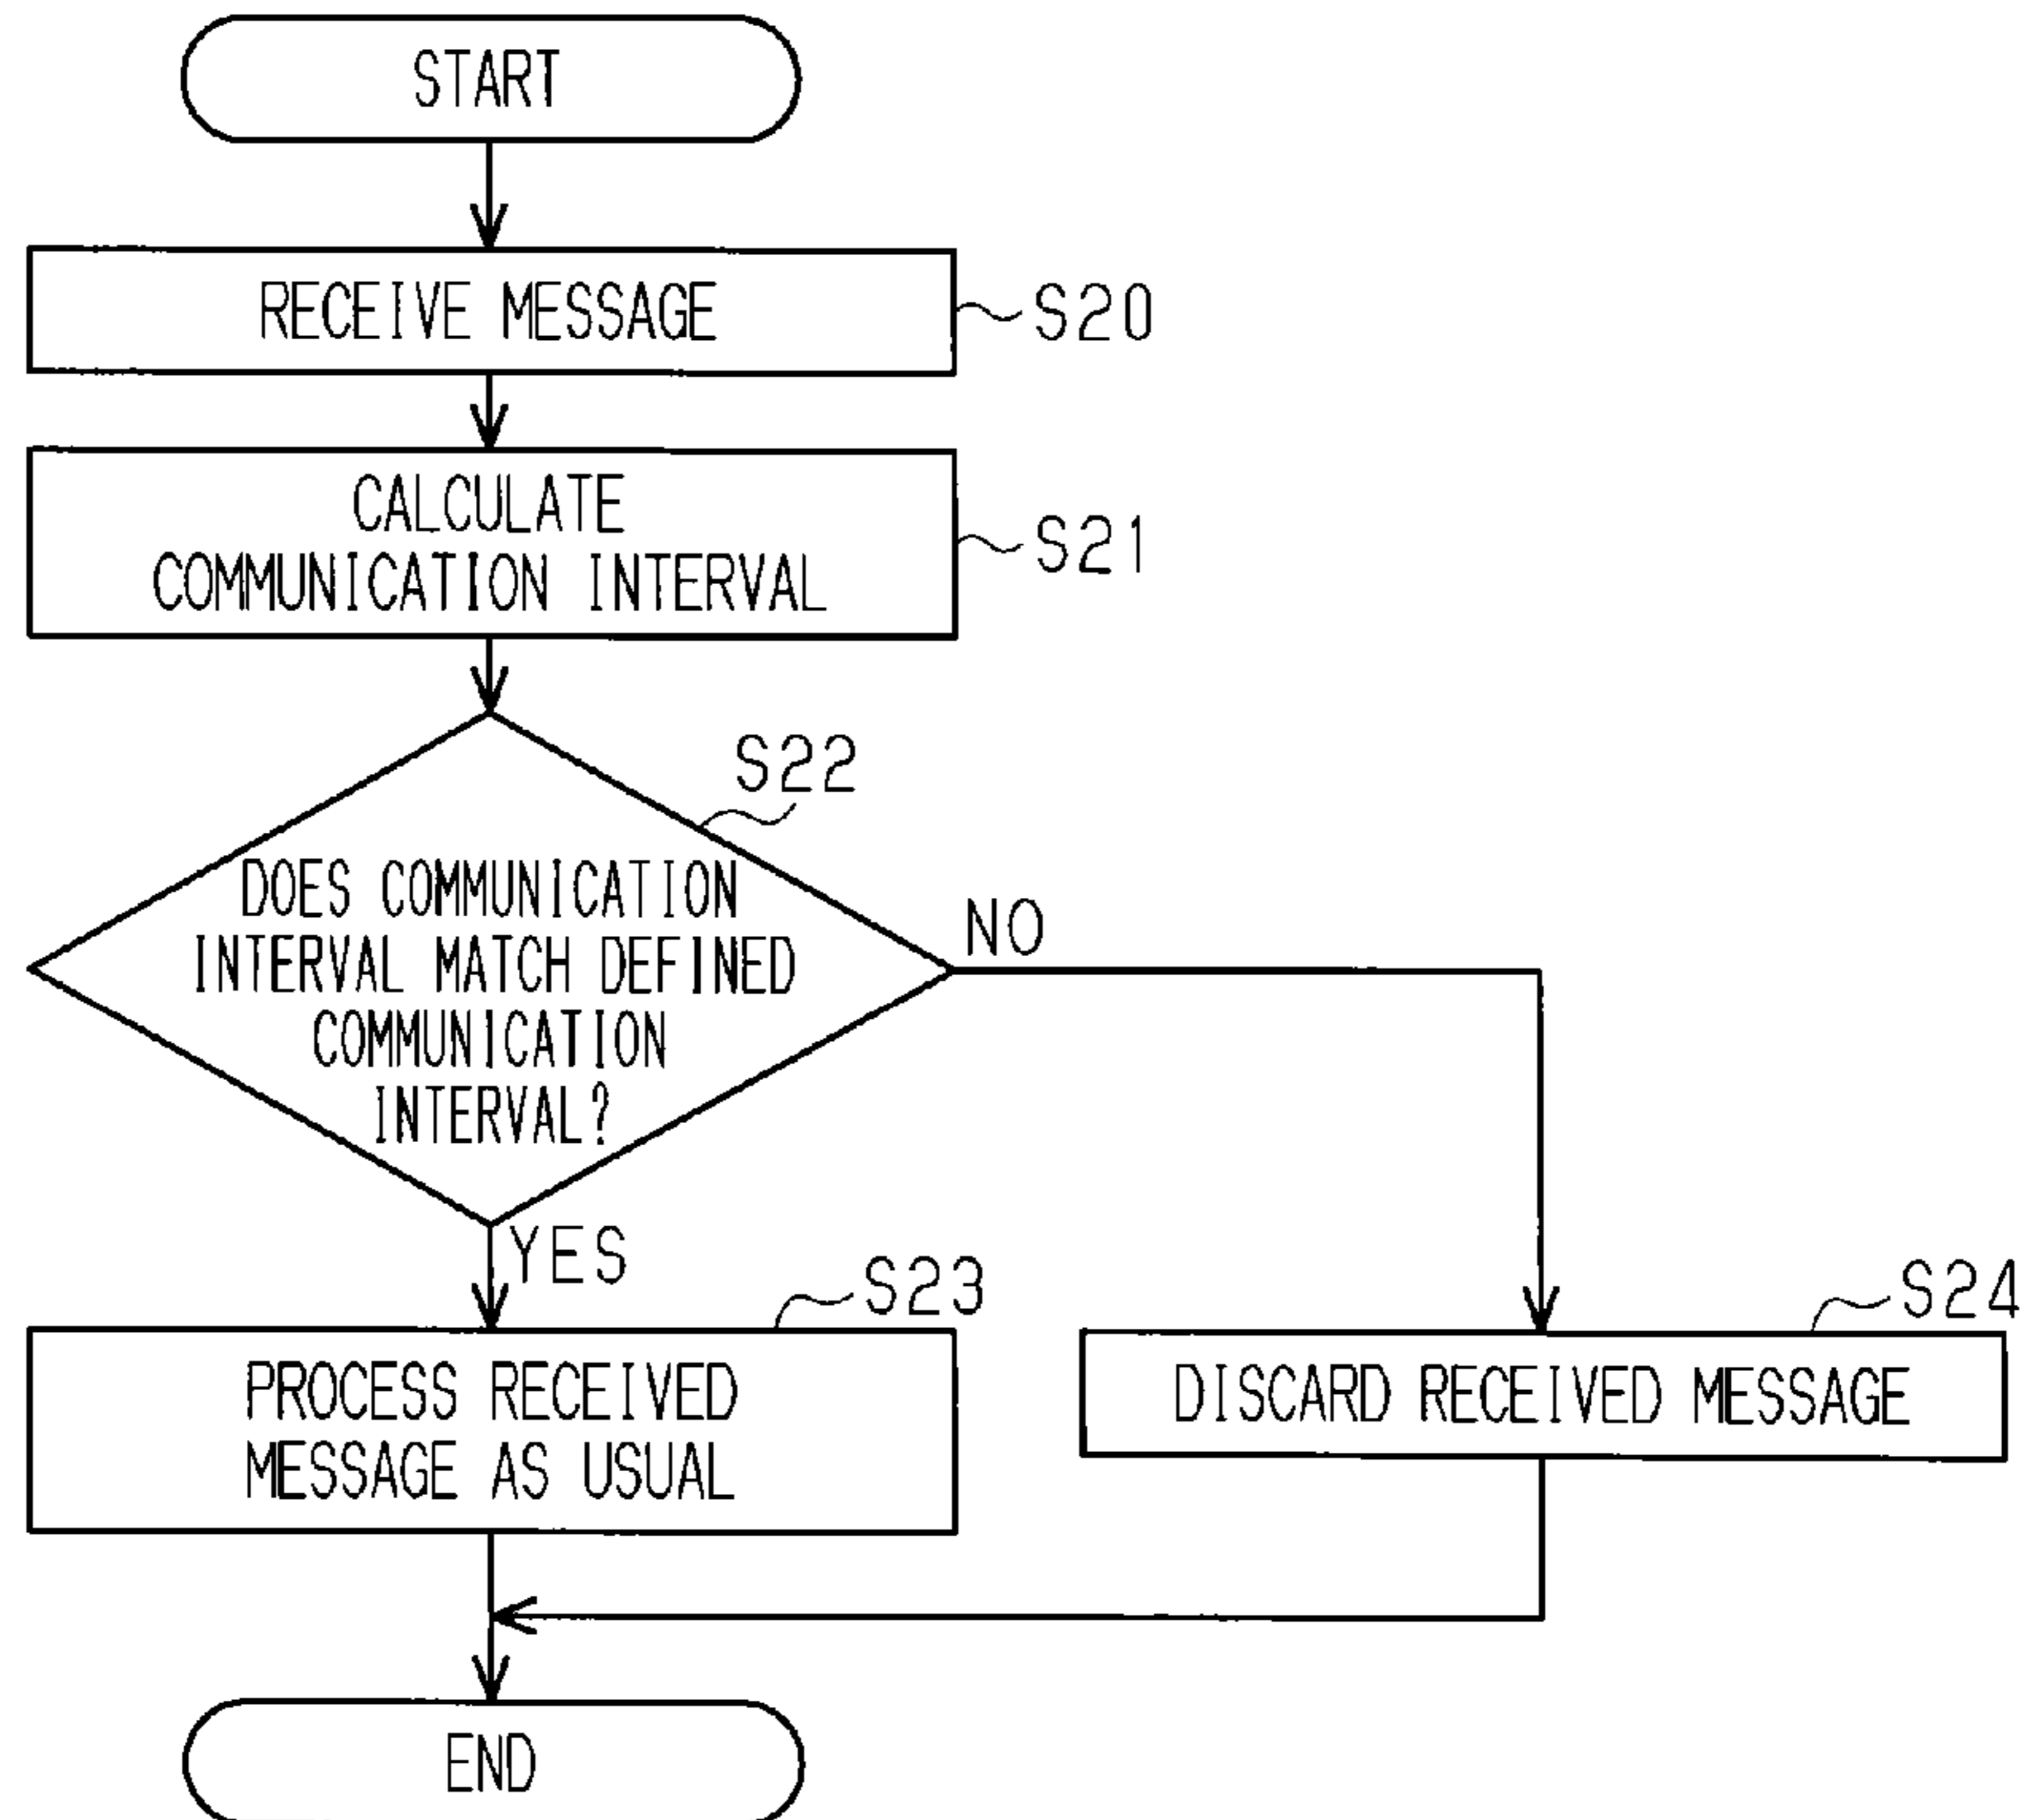 START
RECEIVE MESSAGE
S20
CALCULATE
COMMUNICATION INTERVAL
S21
S22
DOES COMMUNICATION
INTERVAL MATCH DEFINED
COMMUNICATION
INTERVAL?
NO
YES
S23
PROCESS RECEIVED
MESSAGE AS USUAL
S24
DISCARD RECEIVED MESSAGE
END